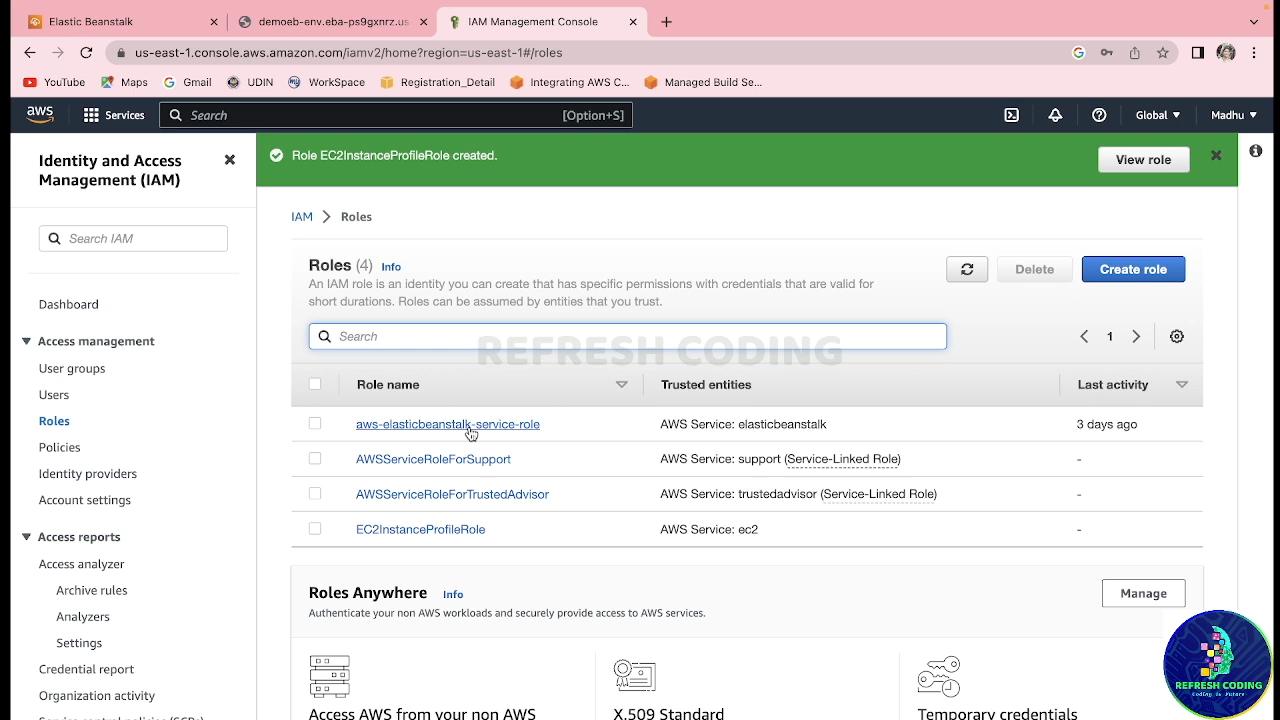 Elastic Beanstalk
demoeb-env.eba-ps9gxnrz.us
IAM Management Console
us-east-1.console.aws.amazon.com/iamv2/home?region=us-east-1#/roles
YouTube
Maps
Gmail
UDIN
WorkSpace
Registration_Detail
Integrating AWS C...
Managed Build Se...
aws
Services
Search
[Option+S]
Global
Madhu
Identity and Access
Management (IAM)
Search IAM
Dashboard
Access management
User groups
Users
Roles
Policies
Identity providers
Account settings
Access reports
Access analyzer
Archive rules
Analyzers
Settings
Credential report
Organization activity
Service control policies (SCPs)
Role EC2InstanceProfileRole created.
View role
IAM > Roles
Roles (4) Info
An IAM role is an identity you can create that has specific permissions with credentials that are valid for
short durations. Roles can be assumed by entities that you trust.
Delete
Create role
Search
1
REFRESH CODING
Role name Trusted entities Last activity
aws-elasticbeanstalk-service-role AWS Service: elasticbeanstalk 3 days ago
AWSServiceRoleForSupport AWS Service: support (Service-Linked Role) -
AWSServiceRoleForTrustedAdvisor AWS Service: trustedadvisor (Service-Linked Role) -
EC2InstanceProfileRole AWS Service: ec2 -
Roles Anywhere Info
Authenticate your non AWS workloads and securely provide access to AWS services.
Manage
Access AWS from your non AWS
X.509 Standard
Temporary credentials
REFRESH CODING
Coding is Future